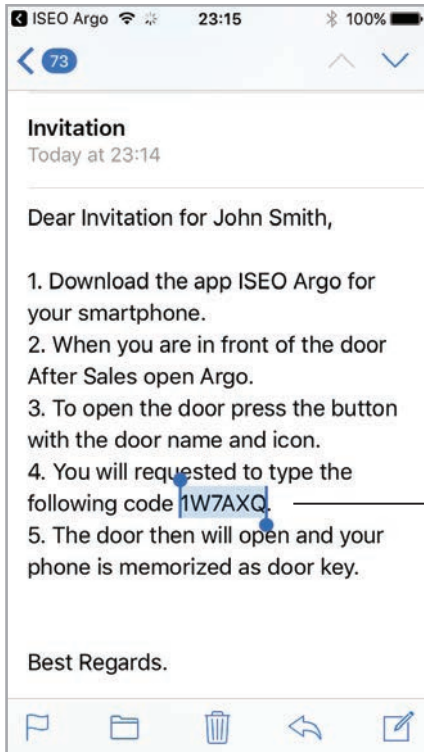 ISEO Argo 23:15 100%
73
Invitation
Today at 23:14
Dear Invitation for John Smith,
1. Download the app ISEO Argo for
your smartphone.
2. When you are in front of the door
After Sales open Argo.
3. To open the door press the button
with the door name and icon.
4. You will requested to type the
following code 1W7AXQ.
5. The door then will open and your
phone is memorized as door key.
Best Regards.